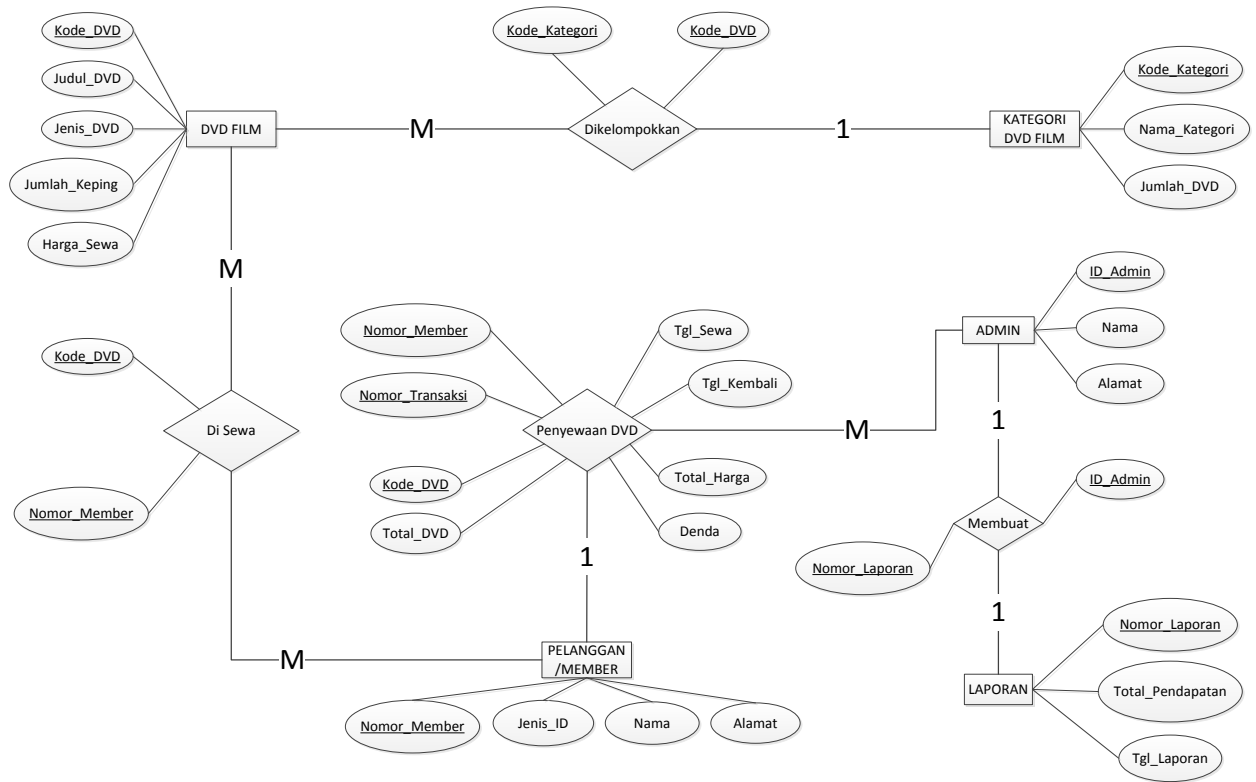 Kode_DVD
Judul_DVD
Jenis_DVD
Jumlah_Keping
Harga_Sewa
DVD FILM
M
Kode_Kategori
Kode_DVD
Dikelompokkan
1
KATEGORI
DVD FILM
Kode_Kategori
Nama_Kategori
Jumlah_DVD
M
Kode_DVD
Di Sewa
Nomor_Member
M
Nomor_Member
Nomor_Transaksi
Kode_DVD
Total_DVD
Penyewaan DVD
Tgl_Sewa
Tgl_Kembali
Total_Harga
Denda
M
1
PELANGGAN
/MEMBER
Nomor_Member
Jenis_ID
Nama
Alamat
ADMIN
ID_Admin
Nama
Alamat
1
Membuat
ID_Admin
Nomor_Laporan
1
LAPORAN
Nomor_Laporan
Total_Pendapatan
Tgl_Laporan